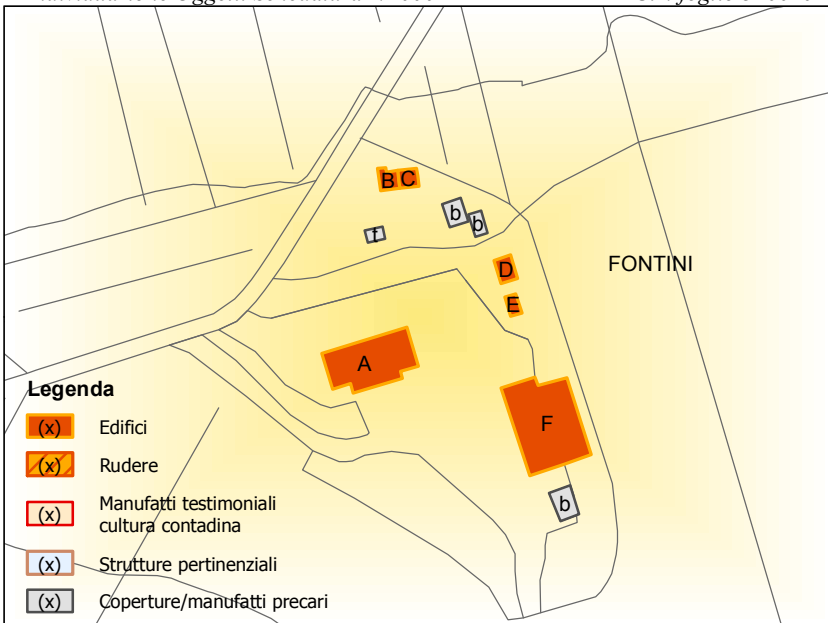 B C
b
b
t
D
FONTINI
E
A
F
b
Legenda
(x) Edifici
(x) Rudere
(x) Manufatti testimoniali
cultura contadina
(x) Strutture pertinenziali
(x) Coperture/manufatti precari